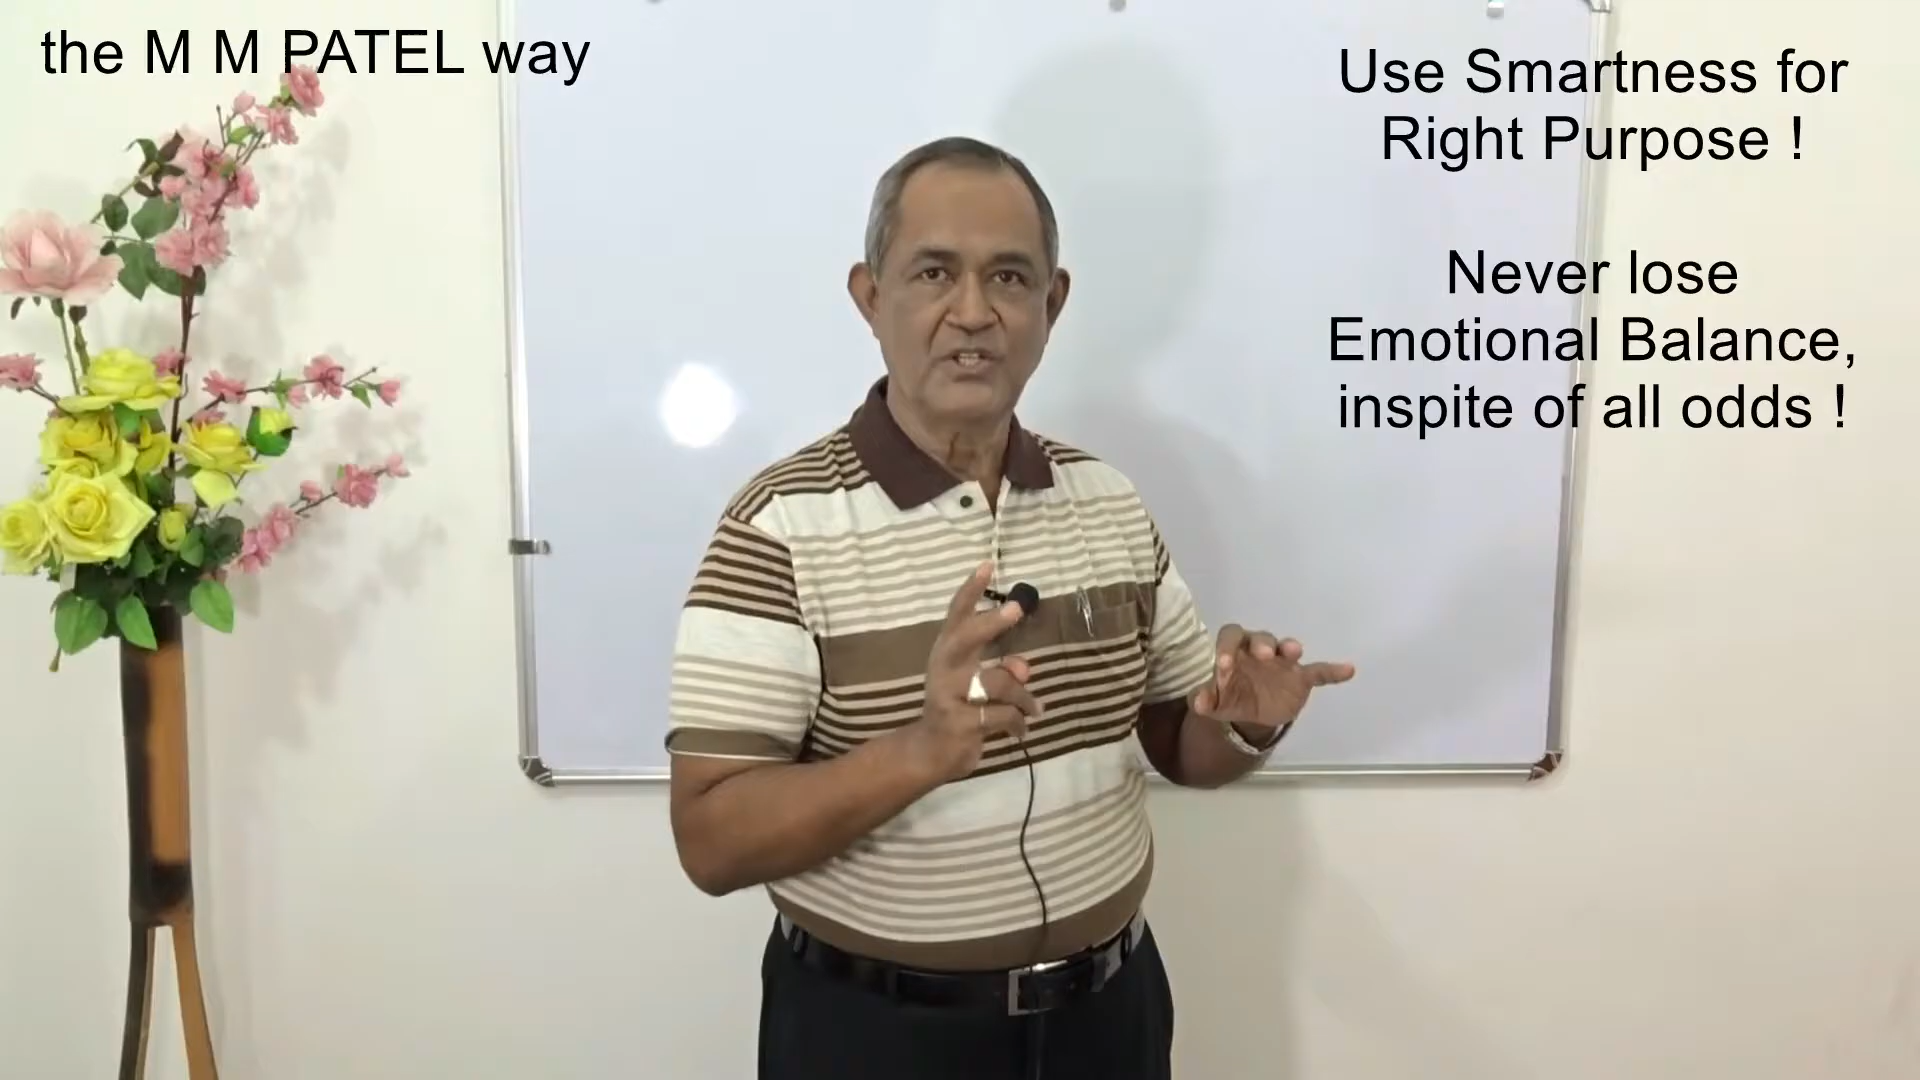 the M M PATEL way
Use Smartness for
Right Purpose !
Never lose
Emotional Balance,
inspite of all odds !